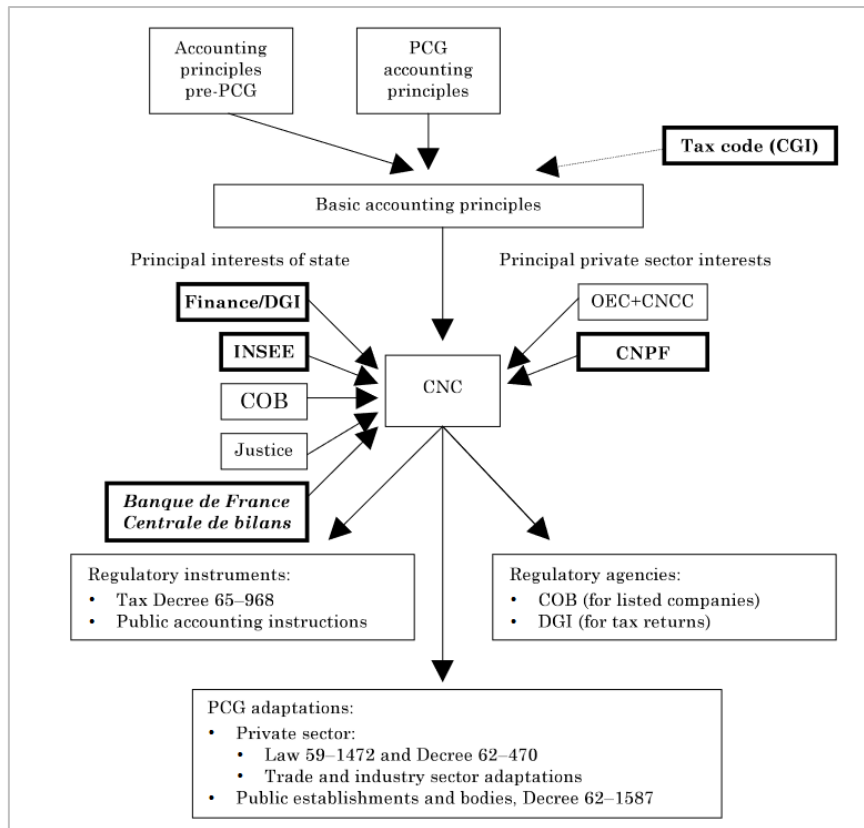 Accounting
principles
pre-PCG
PCG
accounting
principles
Tax code (CGI)
Basic accounting principles
Principal interests of state
Principal private sector interests
Finance/DGI
OEC+CNCC
INSEE
CNPF
CNC
COB
Justice
Banque de France
Centrale de bilans
Regulatory instruments:
• Tax Decree 65–968
• Public accounting instructions
Regulatory agencies:
• COB (for listed companies)
• DGI (for tax returns)
PCG adaptations:
• Private sector:
• Law 59–1472 and Decree 62–470
• Trade and industry sector adaptations
• Public establishments and bodies, Decree 62–1587